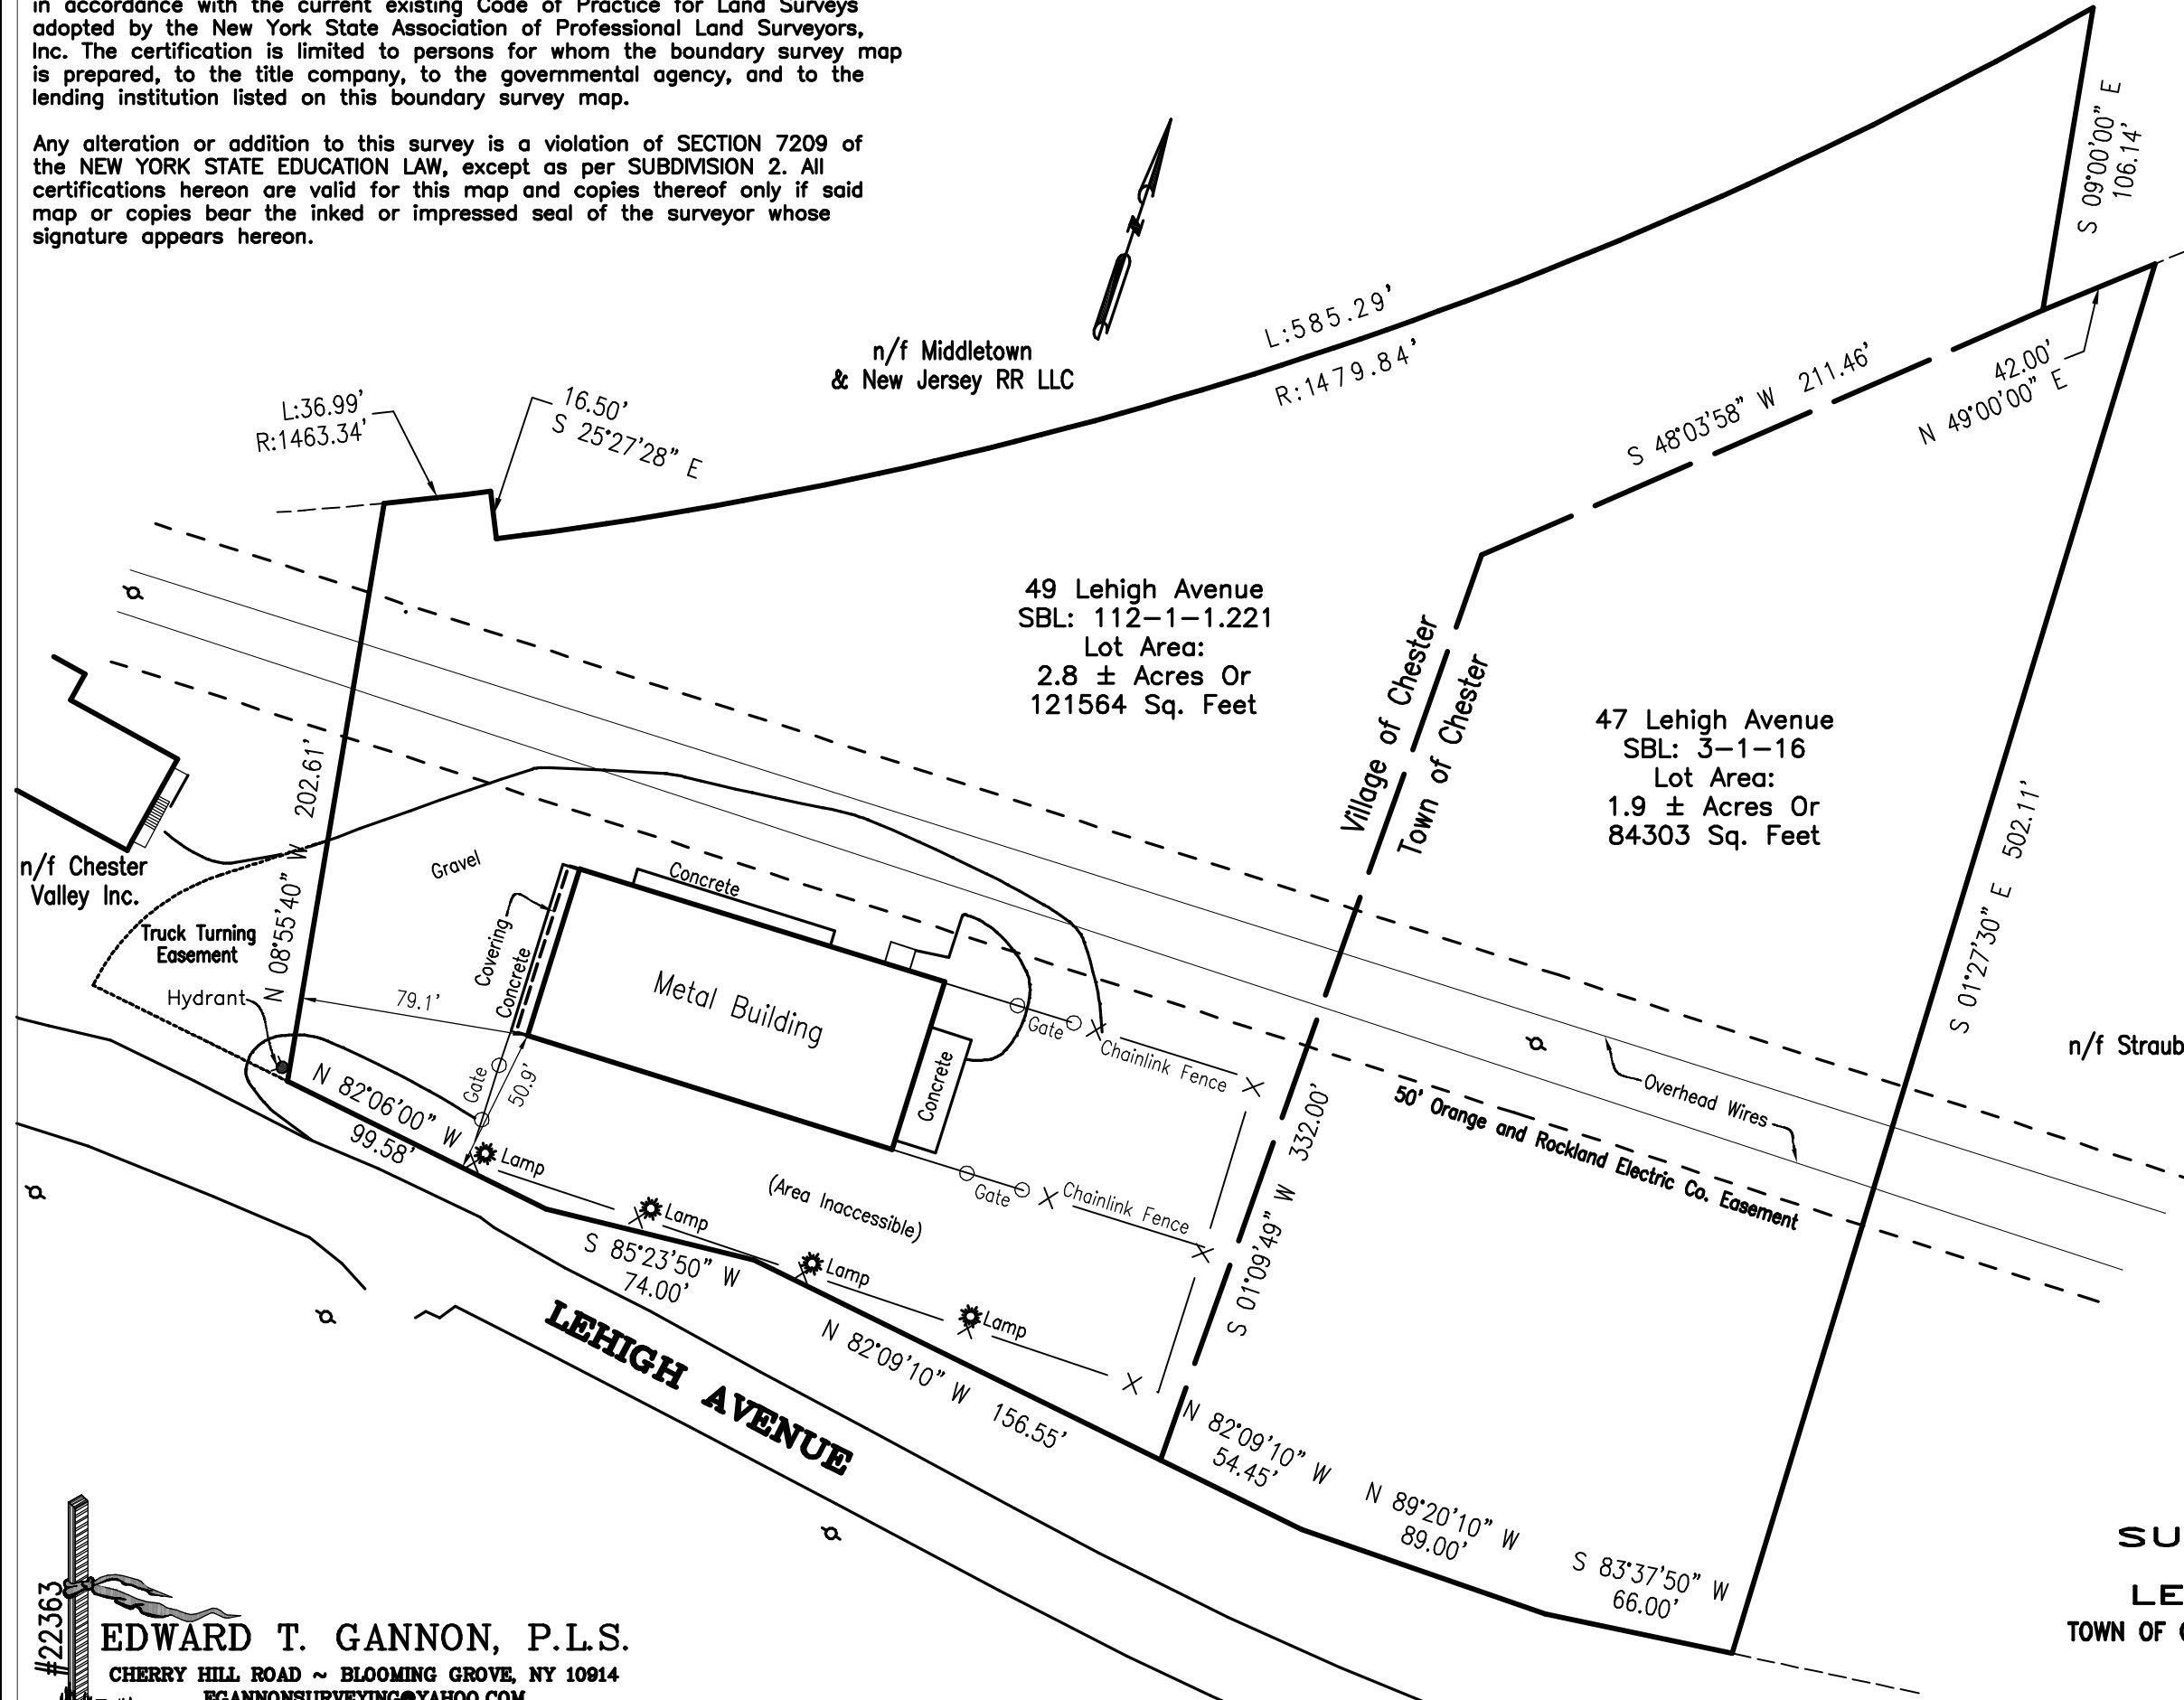 in accordance with the current existing Code of Practice for Land Surveys
adopted by the New York State Association of Professional Land Surveyors,
Inc. The certification is limited to persons for whom the boundary survey map
is prepared, to the title company, to the governmental agency, and to the
lending institution listed on this boundary survey map.
Any alteration or addition to this survey is a violation of SECTION 7209 of
the NEW YORK STATE EDUCATION LAW, except as per SUBDIVISION 2. All
certifications hereon are valid for this map and copies thereof only if said
map or copies bear the inked or impressed seal of the surveyor whose
signature appears hereon.
S 09°00'00" E
106.14'
N
n/f Middletown
& New Jersey RR LLC
L:585.29'
R:1479.84'
L:36.99'
R:1463.34'
16.50'
S 25°27'28" E
S 48°03'58" W 211.46'
42.00'
N 49°00'00" E
49 Lehigh Avenue
SBL: 112-1-1.221
Lot Area:
2.8 ± Acres Or
121564 Sq. Feet
Village of Chester
Town of Chester
47 Lehigh Avenue
SBL: 3-1-16
Lot Area:
1.9 ± Acres Or
84303 Sq. Feet
N 08°55'40" W 202.61'
S 01°27'30" E 502.11'
n/f Chester
Valley Inc.
Gravel
Concrete
Covering
Concrete
Truck Turning
Easement
Hydrant
79.1'
Metal Building
Gate
Chainlink Fence
n/f Straub
Overhead Wires
50' Orange and Rockland Electric Co. Easement
Concrete
Gate
50.9'
N 82°06'00" W
99.58'
Lamp
Lamp
Lamp
Lamp
(Area Inaccessible)
Gate
Chainlink Fence
S 01°09'49" W 332.00'
S 85°23'50" W
74.00'
LEHIGH AVENUE
N 82°09'10" W 156.55'
N 82°09'10" W
54.45'
N 89°20'10" W
89.00'
S 83°37'50" W
66.00'
SU
LE
TOWN OF
#22363
EDWARD T. GANNON, P.L.S.
CHERRY HILL ROAD ~ BLOOMING GROVE, NY 10914
EGANNONSURVEYING@YAHOO.COM